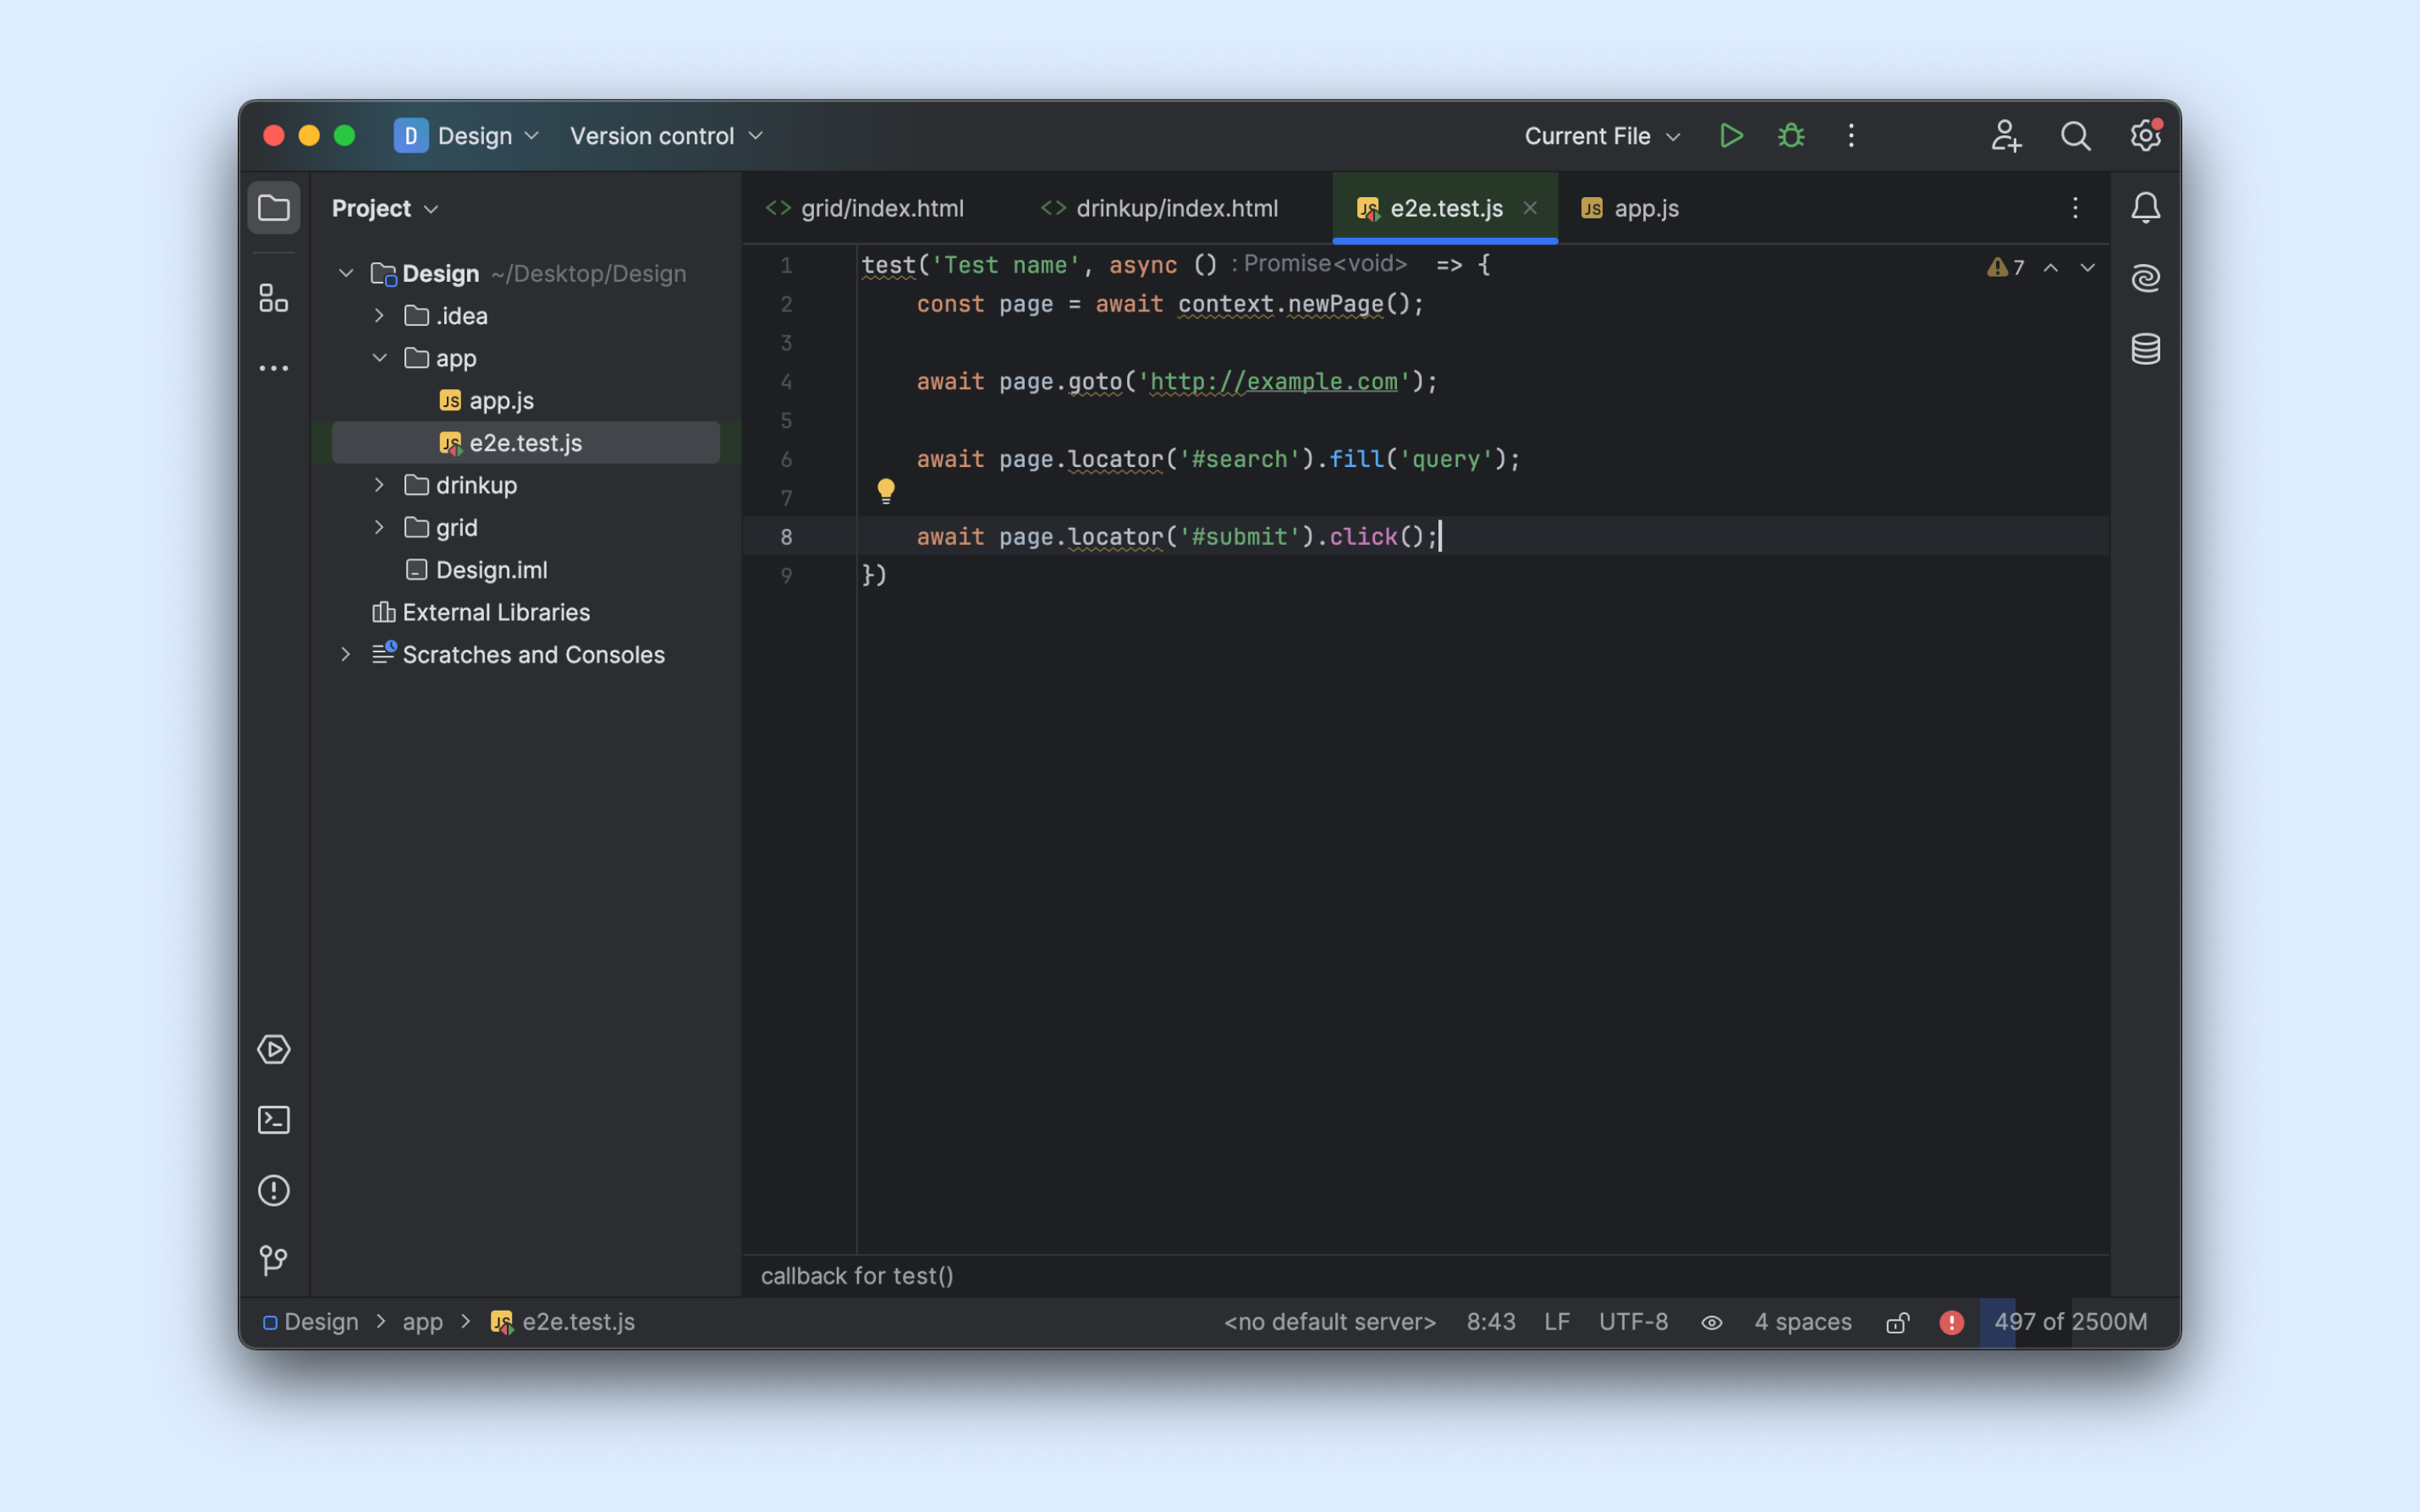 D Design Version control Current File
Project
grid/index.html drinkup/index.html e2e.test.js app.js
Design ~/Desktop/Design
.idea
app
JS app.js
JS e2e.test.js
drinkup
grid
Design.iml
External Libraries
Scratches and Consoles
1 test('Test name', async () : Promise<void> => {
2 const page = await context.newPage();
3
4 await page.goto('http://example.com');
5
6 await page.locator('#search').fill('query');
7
8 await page.locator('#submit').click();
9 })
7
callback for test()
Design > app > e2e.test.js <no default server> 8:43 LF UTF-8 4 spaces 497 of 2500M